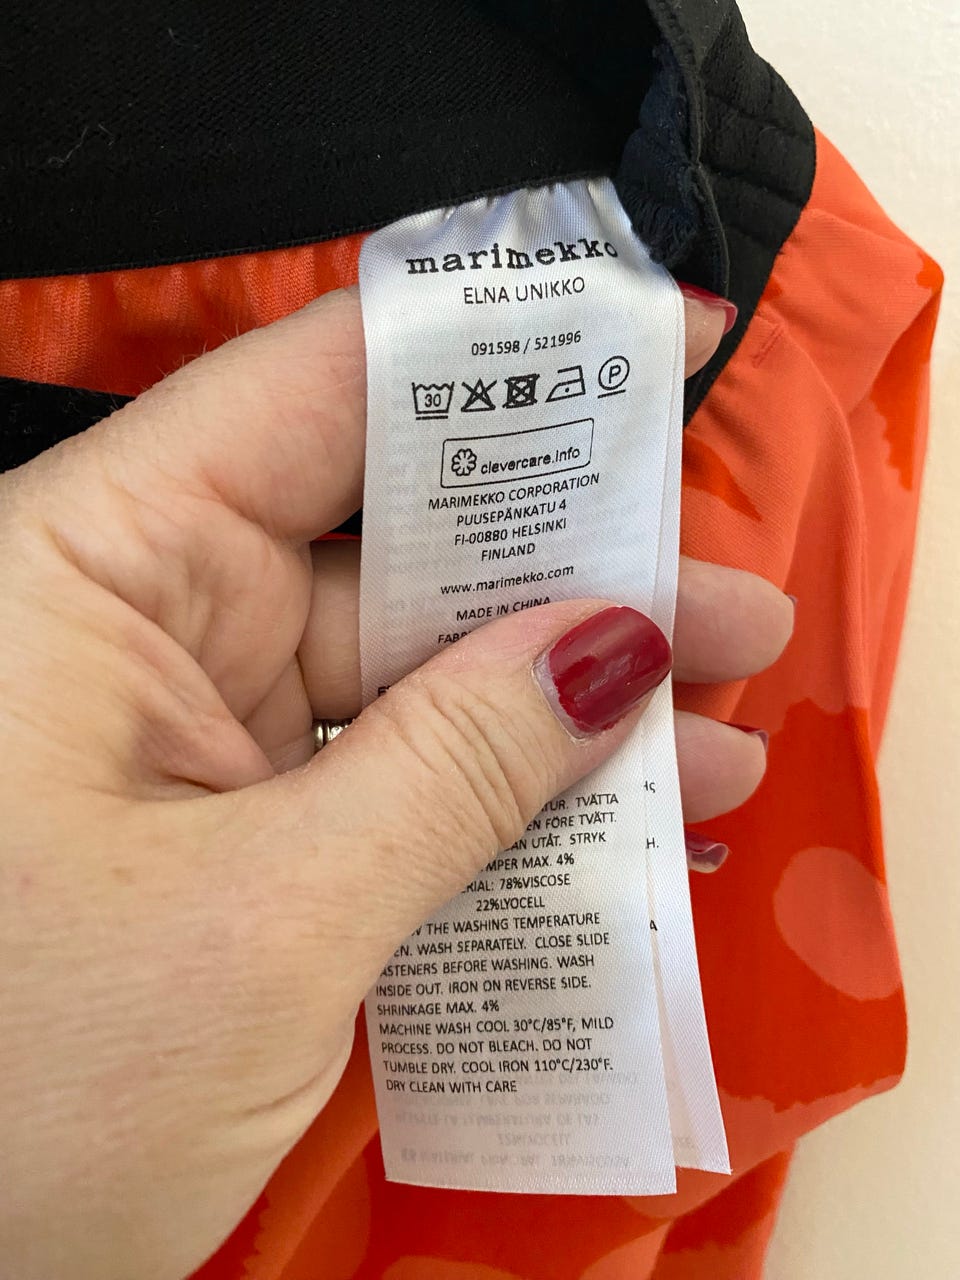 marimekko
ELNA UNIKKO
091598 / 521996
30
P
clevercare.info
MARIMEKKO CORPORATION
PUUSEPÄNKATU 4
FI-00880 HELSINKI
FINLAND
www.marimekko.com
MADE IN CHINA
TVÄTTA
FÖRE TVÄTT.
UTÅT. STRYK
MAX. 4%
78%VISCOSE
22%LYOCELL
THE WASHING TEMPERATURE
WASH SEPARATELY. CLOSE SLIDE
FASTENERS BEFORE WASHING. WASH
INSIDE OUT. IRON ON REVERSE SIDE.
SHRINKAGE MAX. 4%
MACHINE WASH COOL 30°C/85°F, MILD
PROCESS. DO NOT BLEACH. DO NOT
TUMBLE DRY. COOL IRON 110°C/230°F.
DRY CLEAN WITH CARE